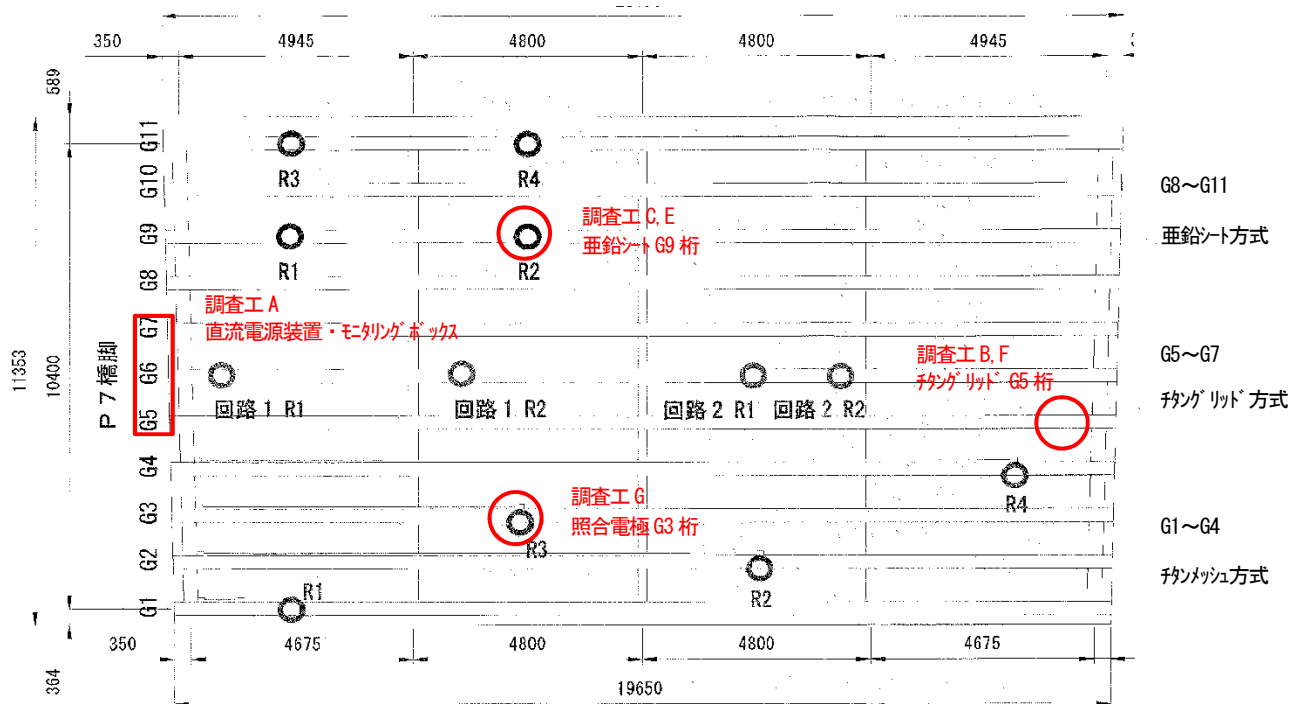 350 4945 4800 4800 4945
589
G11
R3 R4
G10
G8～G11
調査工 C, E
亜鉛シート G9 桁
亜鉛シート方式
G9
R1 R2
G8
調査工 A
直流電源装置・モニタリングボックス
G7
11353
10400
P 7 橋脚
G6
調査工 B, F
チタングリッド G5 桁
G5～G7
チタングリッド方式
回路 1 R1 回路 1 R2 回路 2 R1 回路 2 R2
G5
G4
R4
調査工 G
照合電極 G3 桁
G3
R3
G1～G4
G2
チタンメッシュ方式
R2
R1
G1
350 4675 4800 4800 4675
364
19650